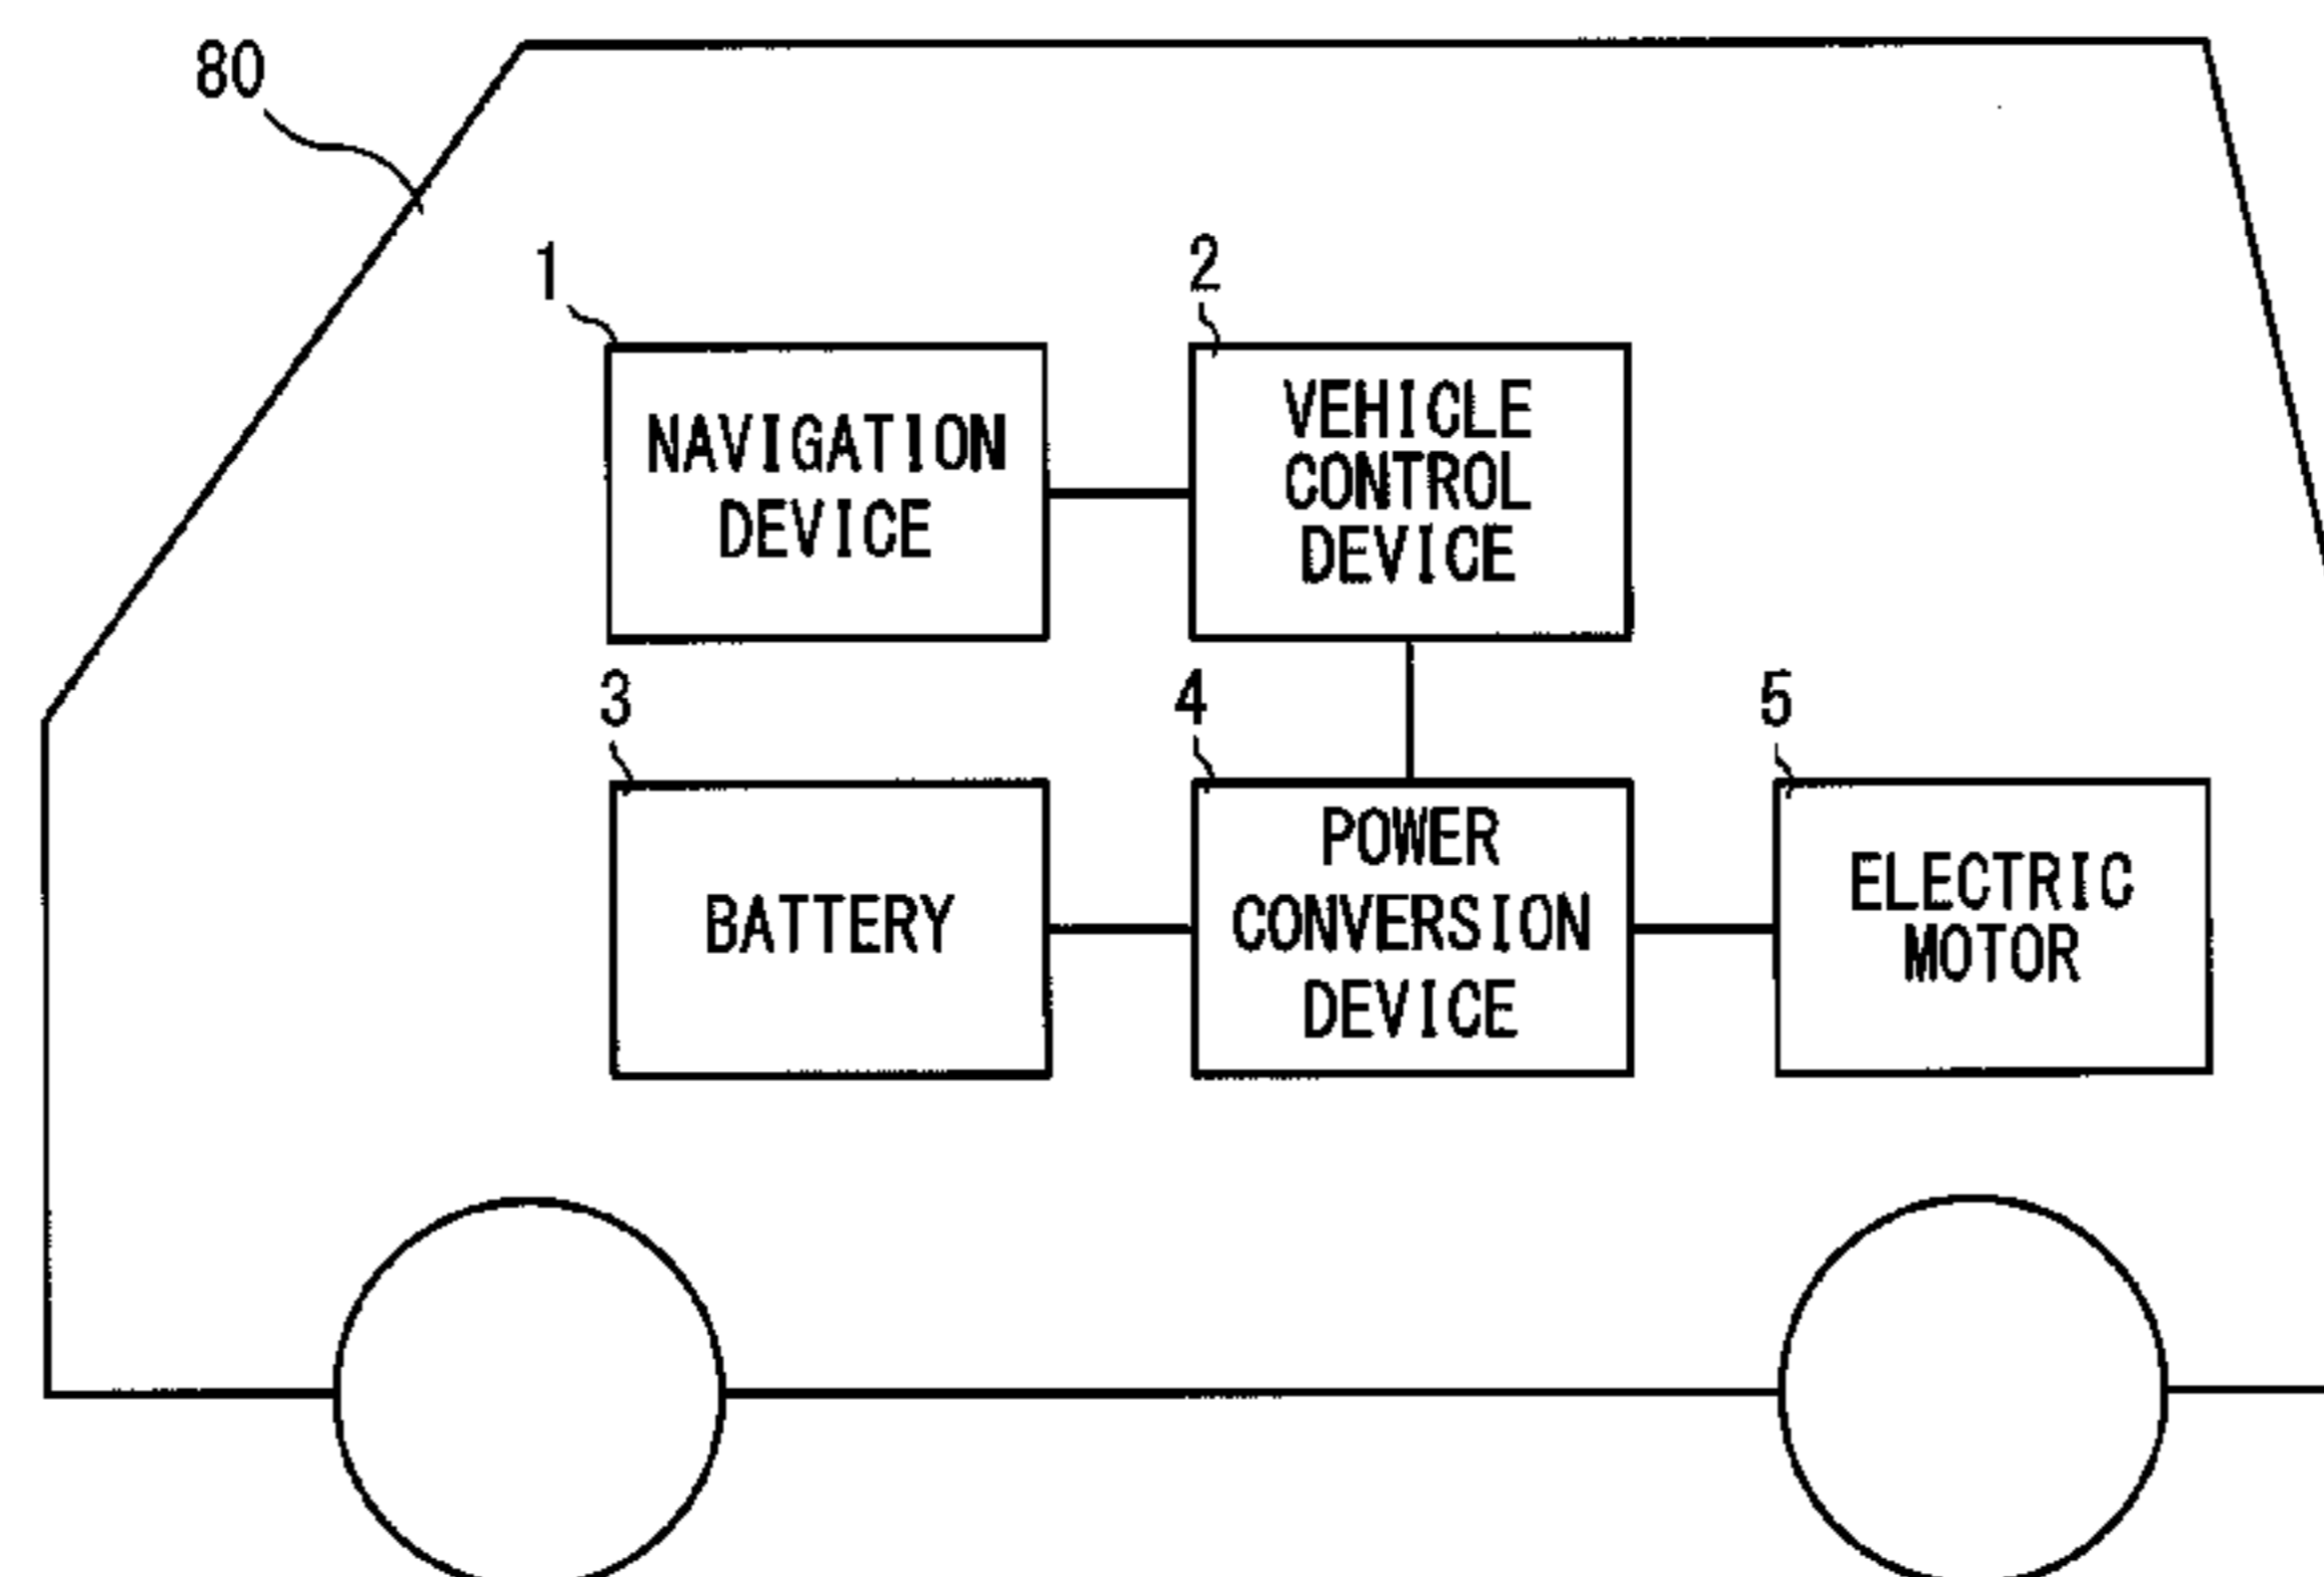 80
1
2
NAVIGATION
DEVICE
VEHICLE
CONTROL
DEVICE
3
4
5
BATTERY
POWER
CONVERSION
DEVICE
ELECTRIC
MOTOR